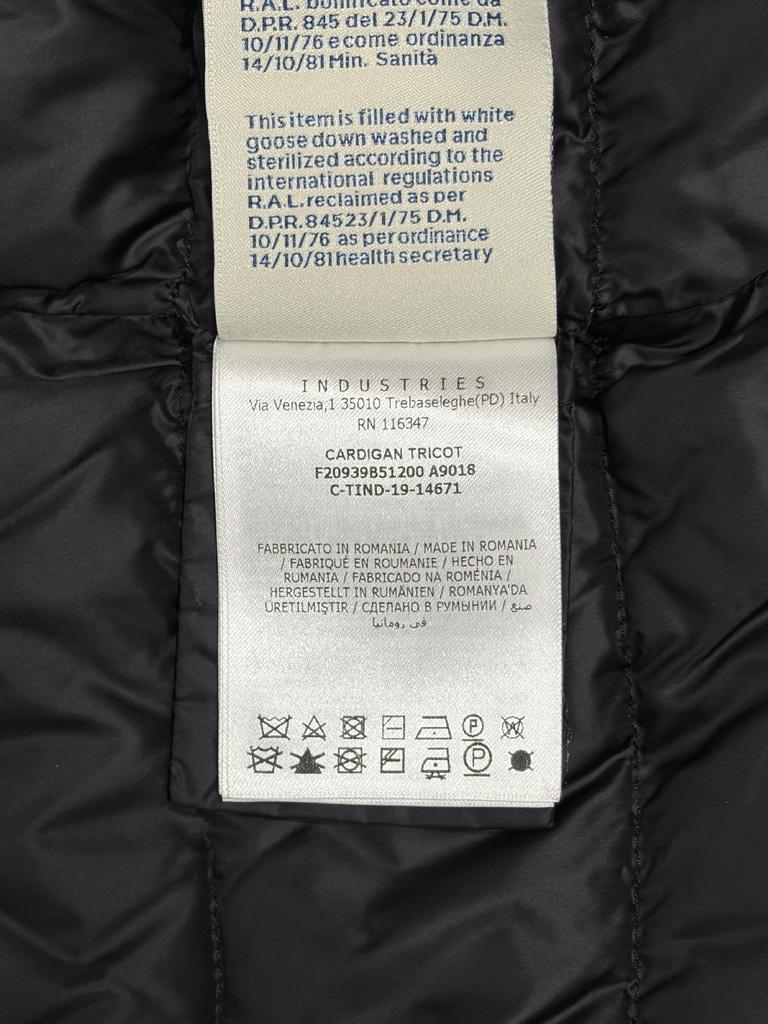 R.A.L. bonificato come da
D.P.R. 845 del 23/1/75 D.M.
10/11/76 e come ordinanza
14/10/81 Min. Sanità
This item is filled with white
goose down washed and
sterilized according to the
international regulations
R.A.L. reclaimed as per
D.P.R. 84523/1/75 D.M.
10/11/76 as per ordinance
14/10/81 health secretary
INDUSTRIES
Via Venezia,1 35010 Trebaseleghe(PD) Italy
RN 116347
CARDIGAN TRICOT
F20939B51200 A9018
C-TIND-19-14671
FABBRICATO IN ROMANIA / MADE IN ROMANIA
/ FABRIQUÉ EN ROUMANIE / HECHO EN
RUMANIA / FABRICADO NA ROMÉNIA /
HERGESTELLT IN RUMÄNIEN / ROMANYA'DA
ÜRETILMIŞTIR / СДЕЛАНО В РУМЫНИИ / صنع
في رومانيا
P W
P